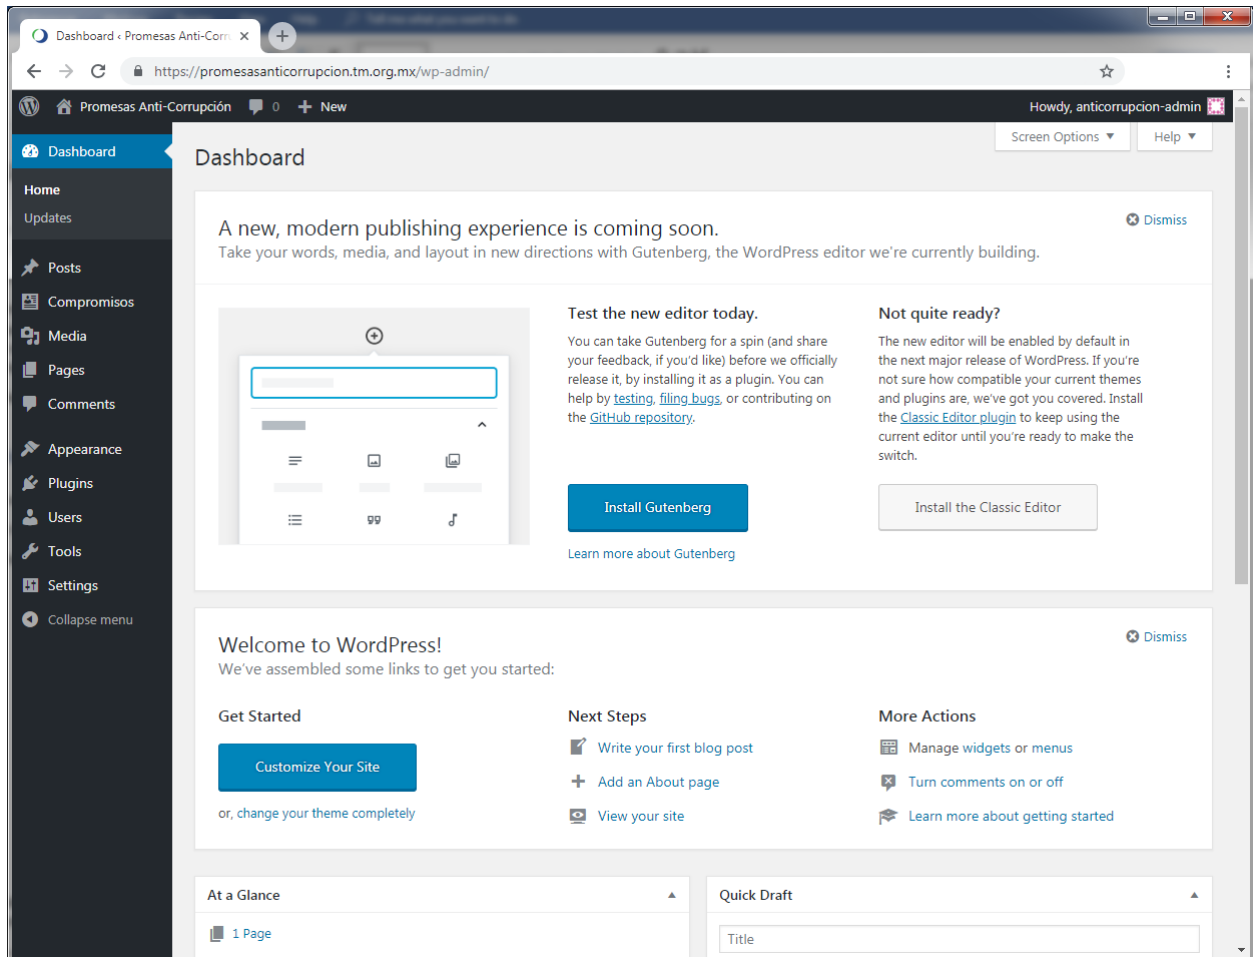 Dashboard ‹ Promesas Anti-Corr
https://promesasanticorrupcion.tm.org.mx/wp-admin/
Promesas Anti-Corrupción 0 New
Howdy, anticorrupcion-admin
Screen Options
Help
Dashboard
Home
Updates
Posts
Compromisos
Media
Pages
Comments
Appearance
Plugins
Users
Tools
Settings
Collapse menu
Dashboard
A new, modern publishing experience is coming soon.
Dismiss
Take your words, media, and layout in new directions with Gutenberg, the WordPress editor we're currently building.
Test the new editor today.
You can take Gutenberg for a spin (and share
your feedback, if you'd like) before we officially
release it, by installing it as a plugin. You can
help by testing, filing bugs, or contributing on
the GitHub repository.
Install Gutenberg
Learn more about Gutenberg
Not quite ready?
The new editor will be enabled by default in
the next major release of WordPress. If you're
not sure how compatible your current themes
and plugins are, we've got you covered. Install
the Classic Editor plugin to keep using the
current editor until you're ready to make the
switch.
Install the Classic Editor
Welcome to WordPress!
Dismiss
We've assembled some links to get you started:
Get Started
Customize Your Site
or, change your theme completely
Next Steps
Write your first blog post
Add an About page
View your site
More Actions
Manage widgets or menus
Turn comments on or off
Learn more about getting started
At a Glance
1 Page
Quick Draft
Title